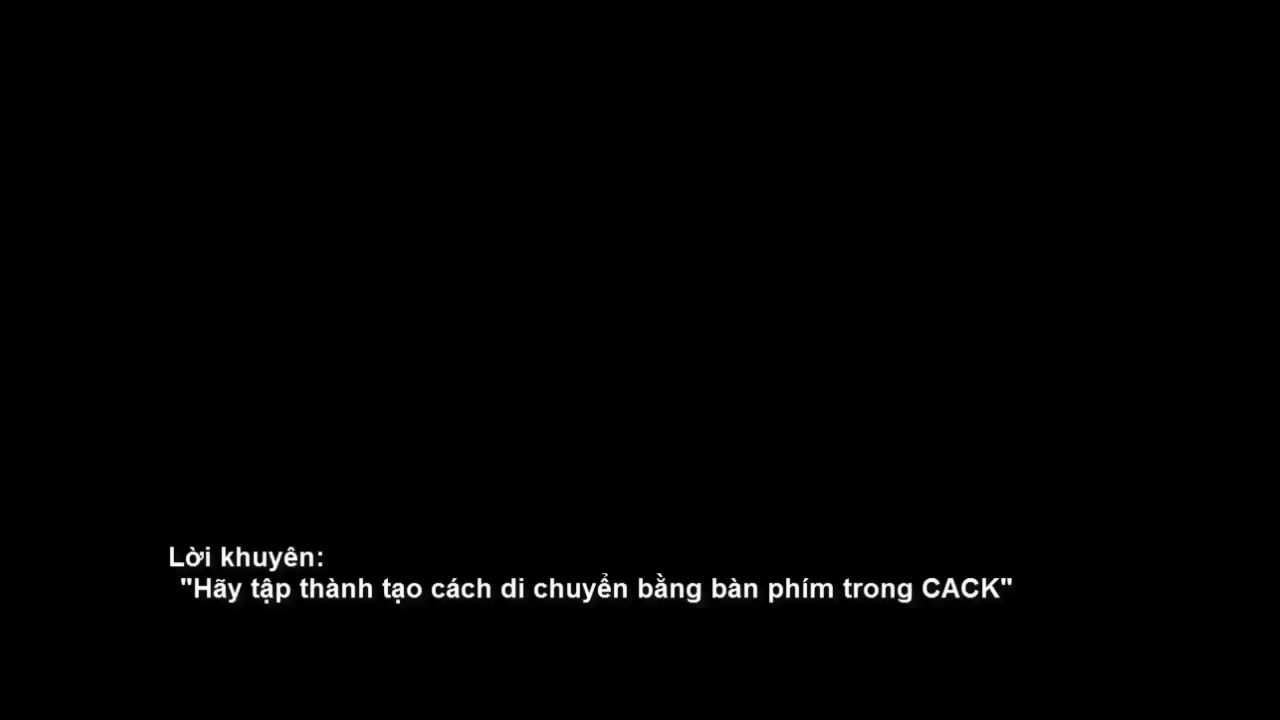 Lời khuyên:
"Hãy tập thành tạo cách di chuyển bằng bàn phím trong CACK"